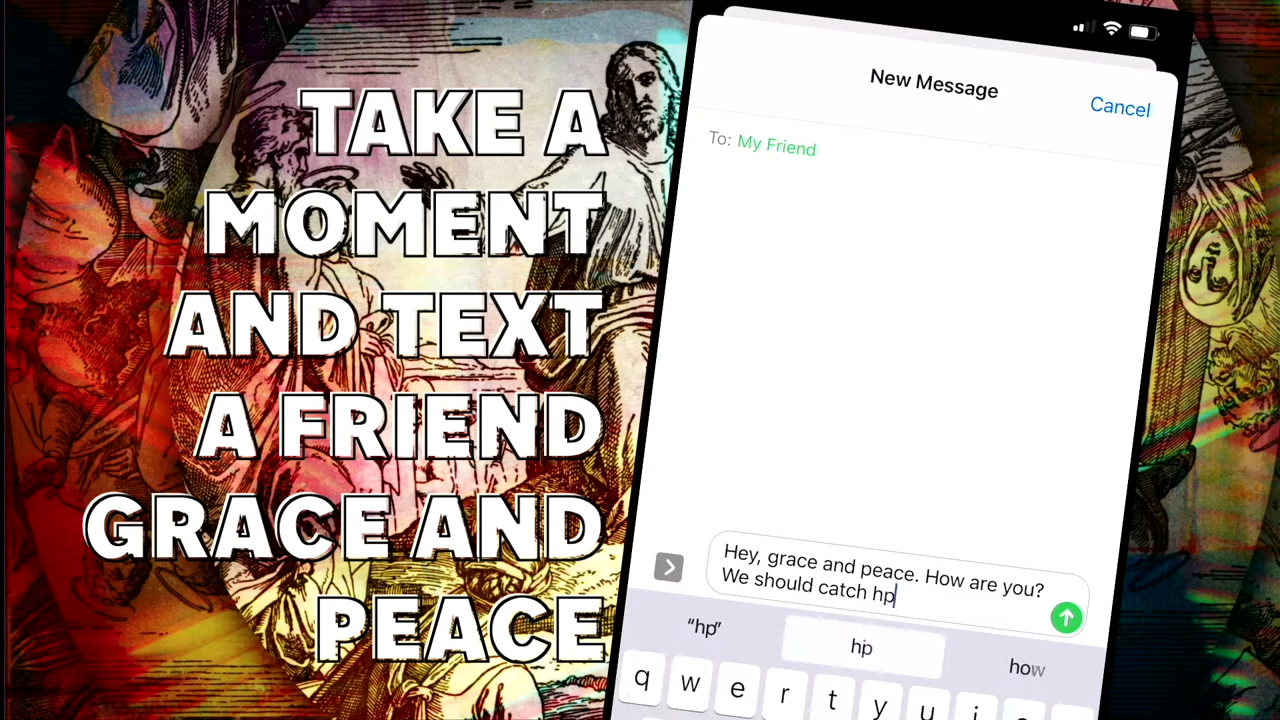 TAKE A
MOMENT
AND TEXT
A FRIEND
GRACE AND
PEACE
New Message
Cancel
To: My Friend
Hey, grace and peace. How are you?
We should catch hp
“hp” hp how
q w e r t y u i